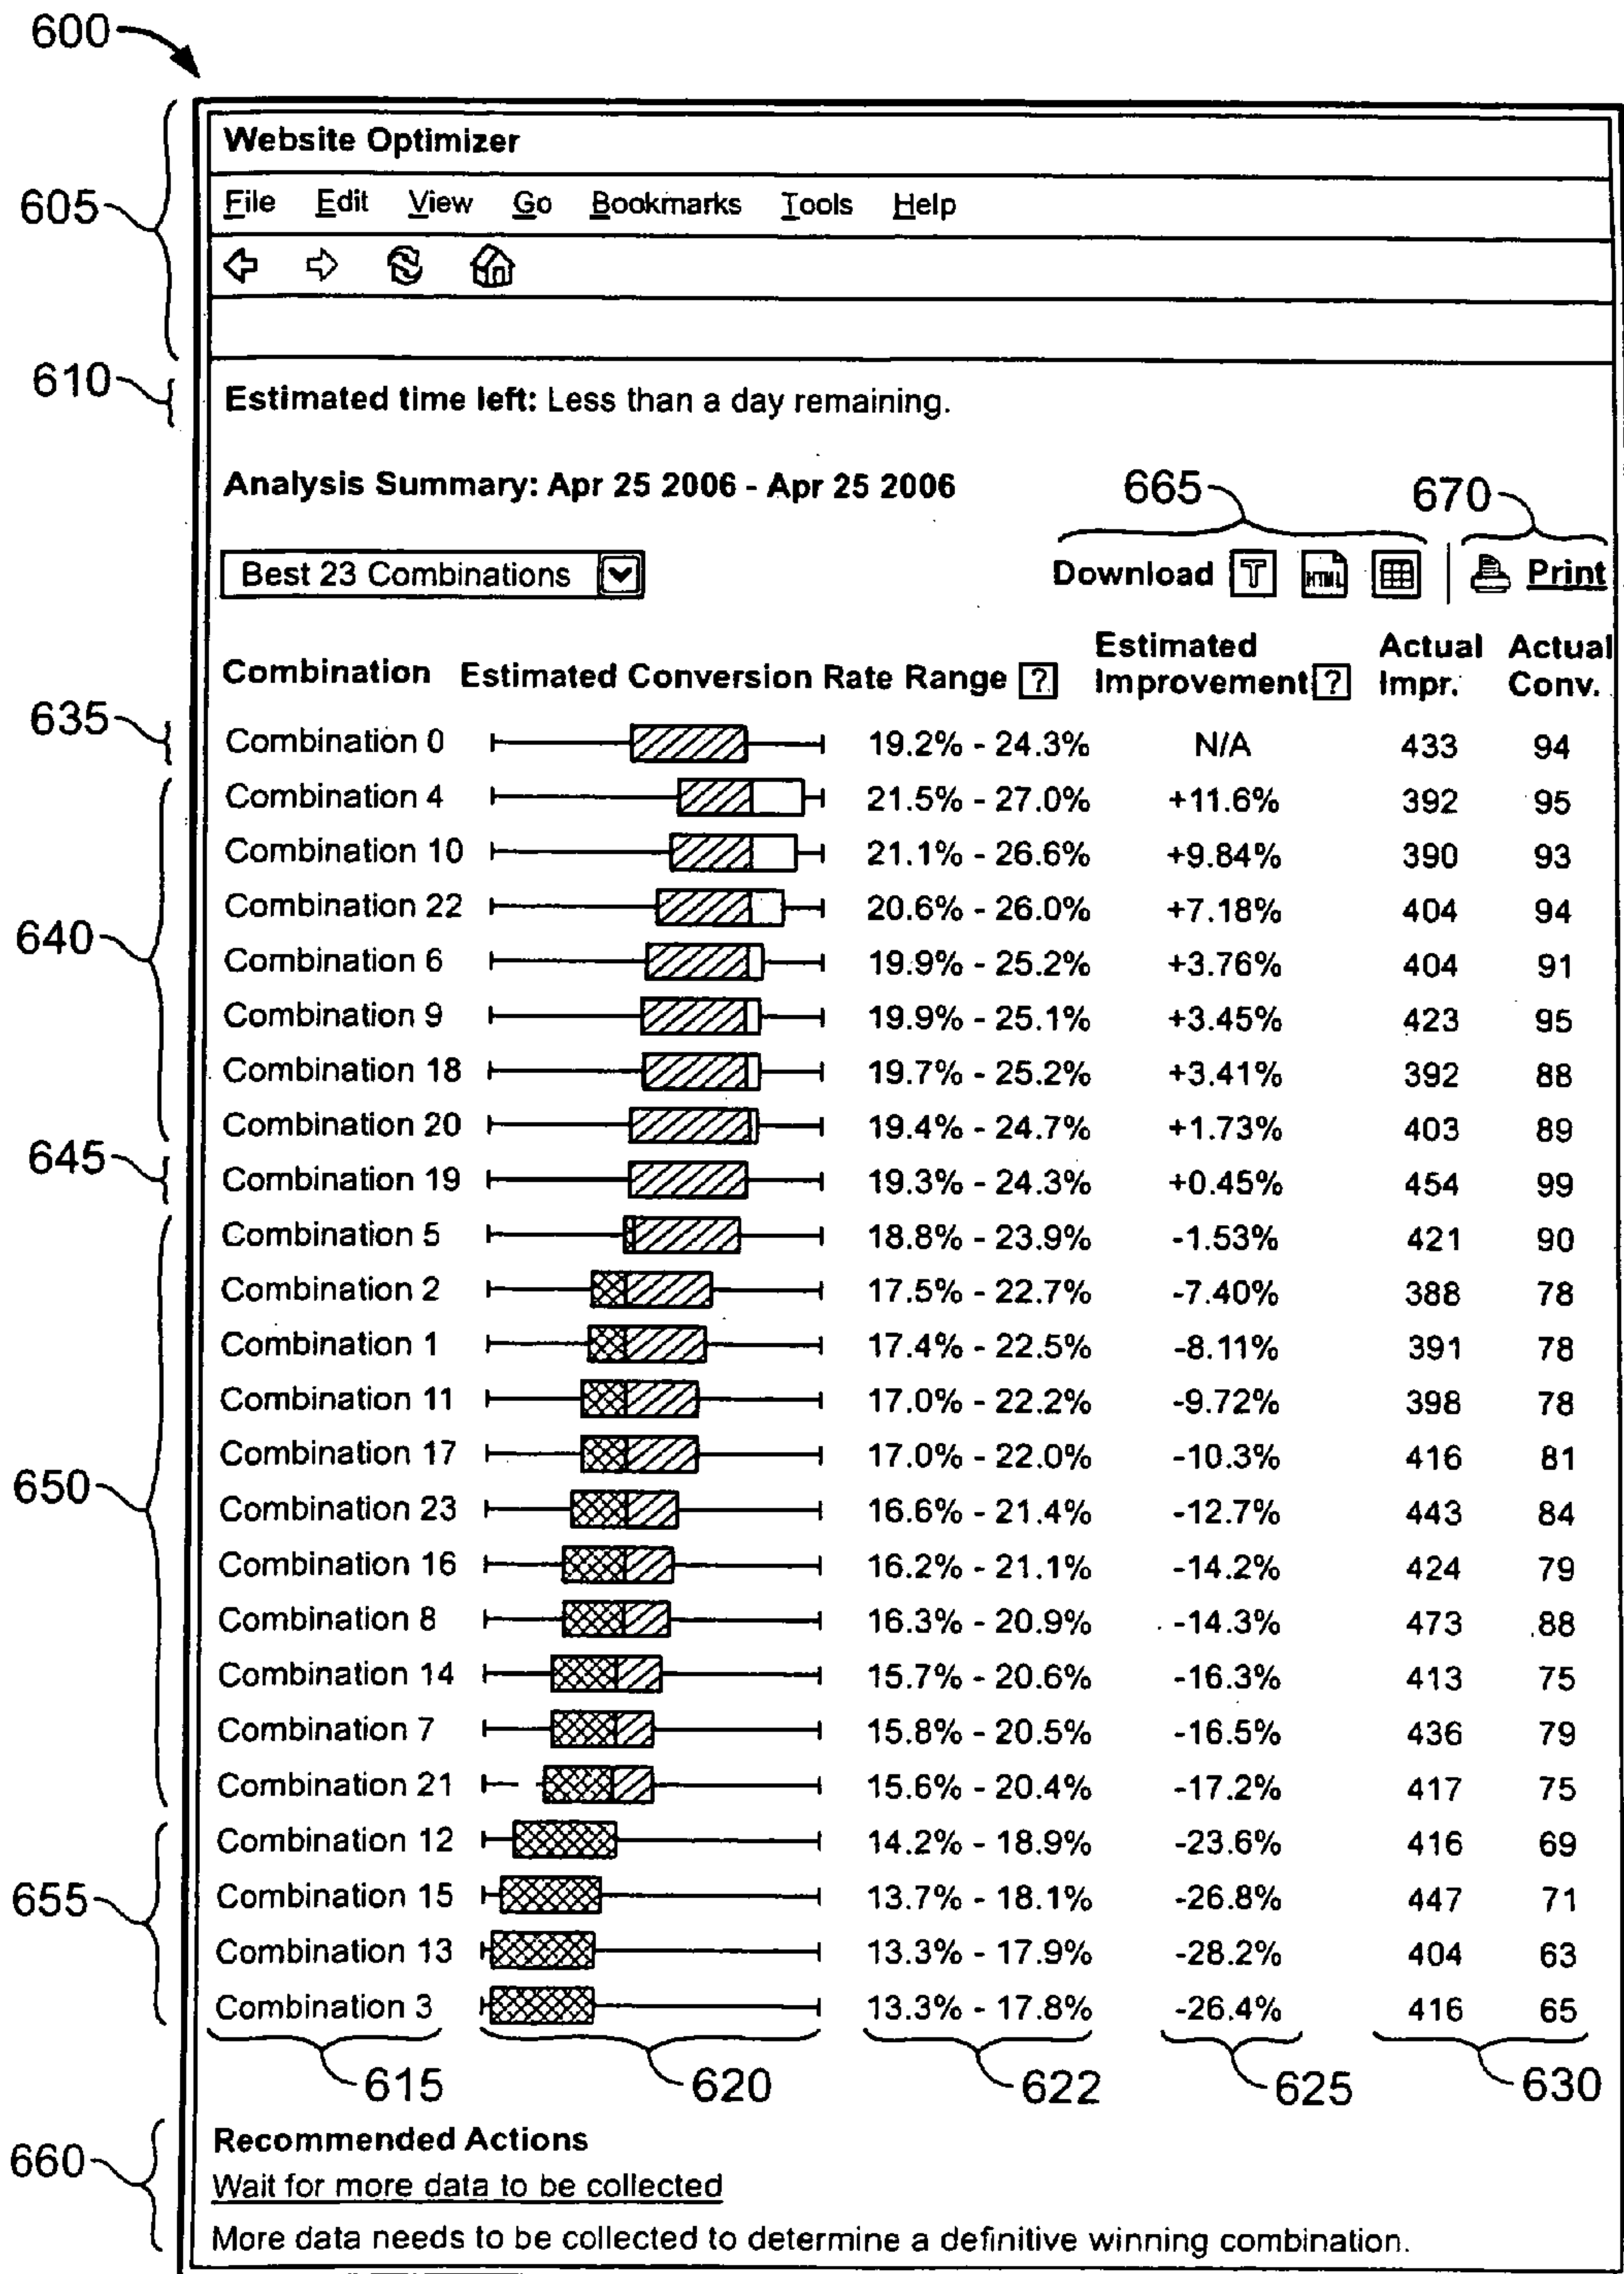 600
605
Website Optimizer
File Edit View Go Bookmarks Tools Help
610
Estimated time left: Less than a day remaining.
Analysis Summary: Apr 25 2006 - Apr 25 2006
665 670
Best 23 Combinations Download T HTML Print
Combination Estimated Conversion Rate Range ? Estimated Improvement ? Actual Impr. Actual Conv.
635 Combination 0 19.2% - 24.3% N/A 433 94
Combination 4 21.5% - 27.0% +11.6% 392 95
Combination 10 21.1% - 26.6% +9.84% 390 93
Combination 22 20.6% - 26.0% +7.18% 404 94
640 Combination 6 19.9% - 25.2% +3.76% 404 91
Combination 9 19.9% - 25.1% +3.45% 423 95
Combination 18 19.7% - 25.2% +3.41% 392 88
Combination 20 19.4% - 24.7% +1.73% 403 89
645 Combination 19 19.3% - 24.3% +0.45% 454 99
Combination 5 18.8% - 23.9% -1.53% 421 90
Combination 2 17.5% - 22.7% -7.40% 388 78
Combination 1 17.4% - 22.5% -8.11% 391 78
Combination 11 17.0% - 22.2% -9.72% 398 78
Combination 17 17.0% - 22.0% -10.3% 416 81
650 Combination 23 16.6% - 21.4% -12.7% 443 84
Combination 16 16.2% - 21.1% -14.2% 424 79
Combination 8 16.3% - 20.9% -14.3% 473 88
Combination 14 15.7% - 20.6% -16.3% 413 75
Combination 7 15.8% - 20.5% -16.5% 436 79
Combination 21 15.6% - 20.4% -17.2% 417 75
Combination 12 14.2% - 18.9% -23.6% 416 69
655 Combination 15 13.7% - 18.1% -26.8% 447 71
Combination 13 13.3% - 17.9% -28.2% 404 63
Combination 3 13.3% - 17.8% -26.4% 416 65
615 620 622 625 630
660
Recommended Actions
Wait for more data to be collected
More data needs to be collected to determine a definitive winning combination.